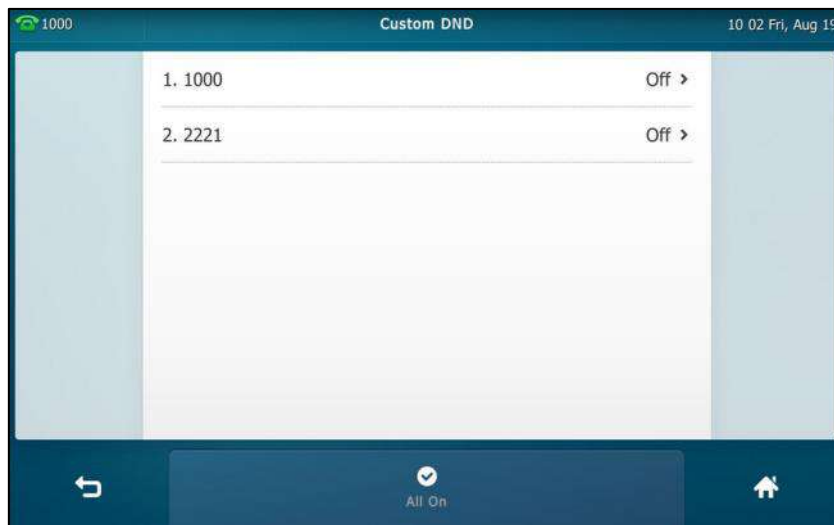 1000 Custom DND 10 02 Fri, Aug 19
1. 1000 Off >
2. 2221 Off >
All On